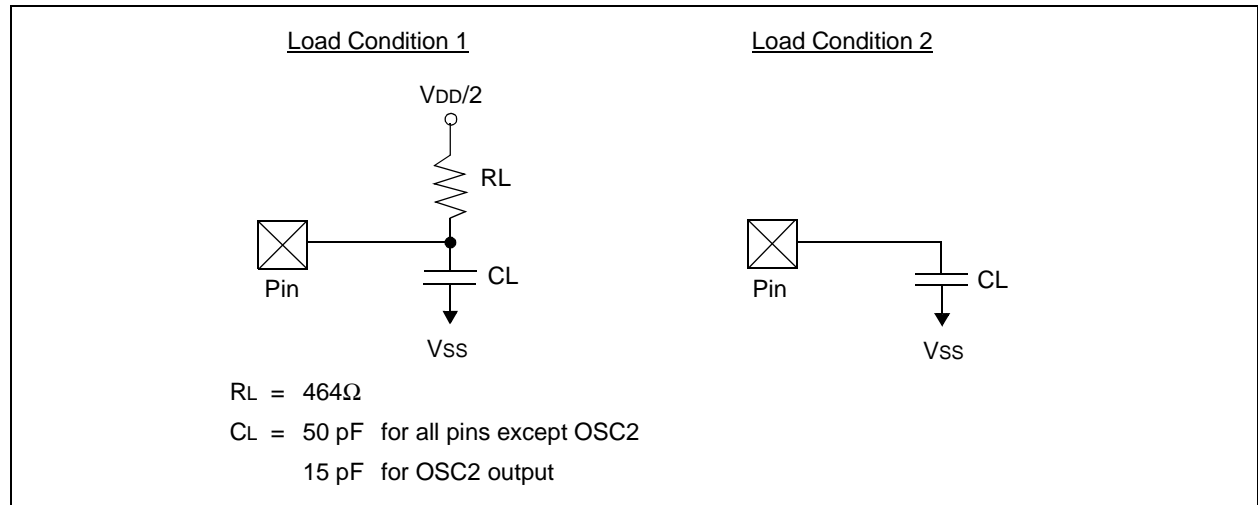 Load Condition 1
VDD/2
RL
Pin
CL
VSS
Load Condition 2
Pin
CL
VSS
RL = 464Ω
CL = 50 pF for all pins except OSC2
15 pF for OSC2 output